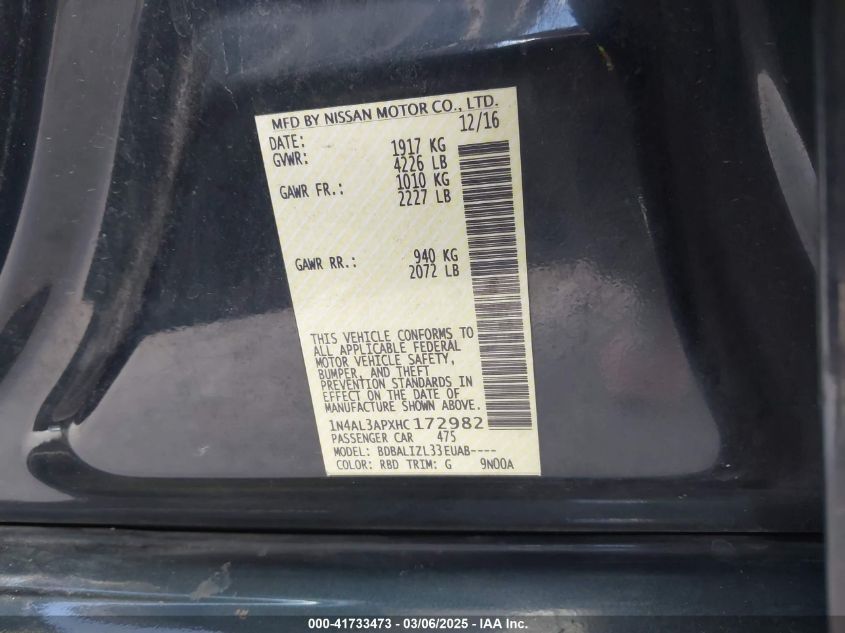 MFD BY NISSAN MOTOR CO., LTD.
DATE: 12/16
GVWR: 1917 KG
4226 LB
GAWR FR.: 1010 KG
2227 LB
GAWR RR.: 940 KG
2072 LB
THIS VEHICLE CONFORMS TO
ALL APPLICABLE FEDERAL
MOTOR VEHICLE SAFETY,
BUMPER, AND THEFT
PREVENTION STANDARDS IN
EFFECT ON THE DATE OF
MANUFACTURE SHOWN ABOVE.
1N4AL3APXHC172982
PASSENGER CAR 475
MODEL: BDBALIZL33EUAB----
COLOR: RBD TRIM: G 9N00A
000-41733473 - 03/06/2025 - IAA Inc.